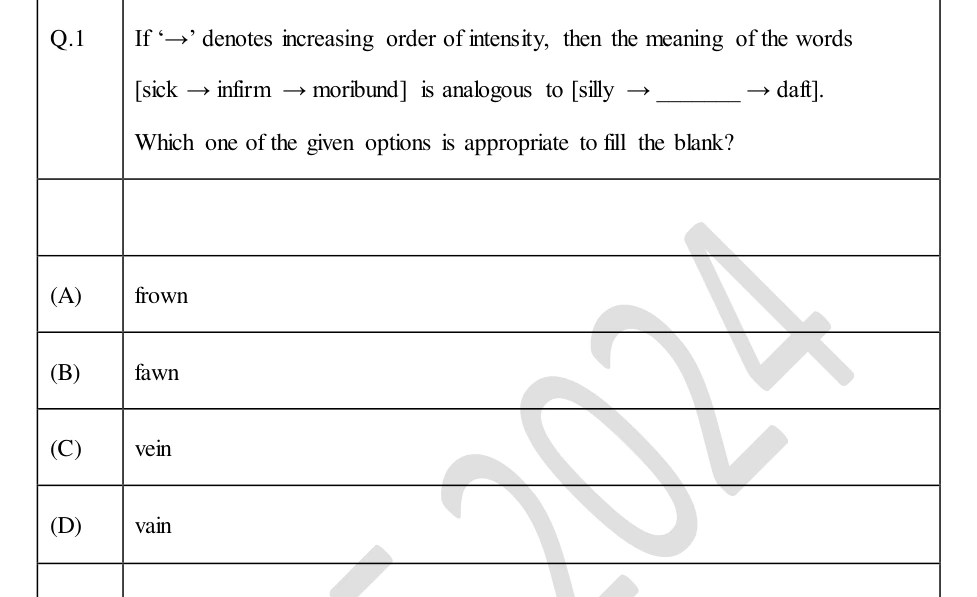 Q.1 If ‘→’ denotes increasing order of intensity, then the meaning of the words
[sick → infirm → moribund] is analogous to [silly → _______ → daft].
Which one of the given options is appropriate to fill the blank?
(A) frown
(B) fawn
(C) vein
(D) vain
2024